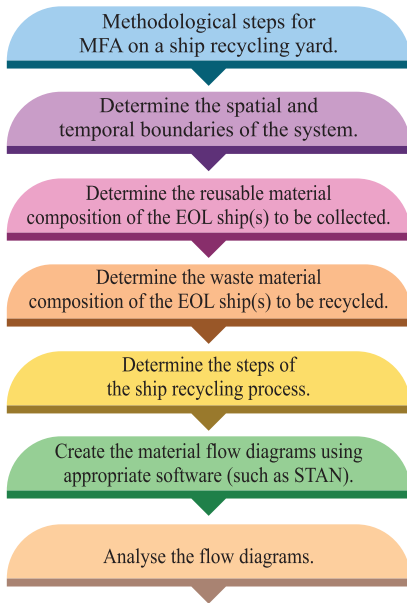 Methodological steps for
MFA on a ship recycling yard.
Determine the spatial and
temporal boundaries of the system.
Determine the reusable material
composition of the EOL ship(s) to be collected.
Determine the waste material
composition of the EOL ship(s) to be recycled.
Determine the steps of
the ship recycling process.
Create the material flow diagrams using
appropriate software (such as STAN).
Analyse the flow diagrams.